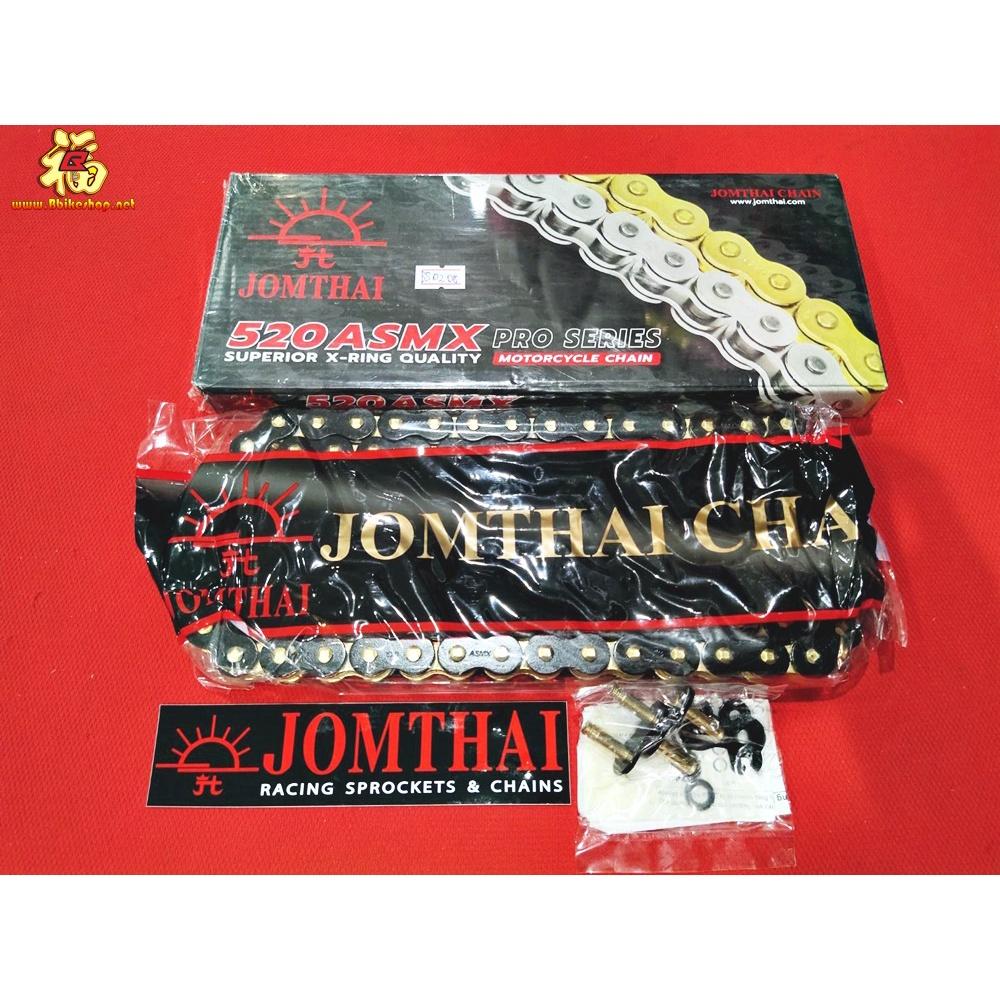 福
www.Bbikeshop.net
JOMTHAI CHAIN
www.jomthai.com
JOMTHAI
520 ASMX PRO SERIES
SUPERIOR X-RING QUALITY
MOTORCYCLE CHAIN
520 ASMX
JOMTHAI CHA
JOMTHAI
ASMX
JOMTHAI
RACING SPROCKETS & CHAINS